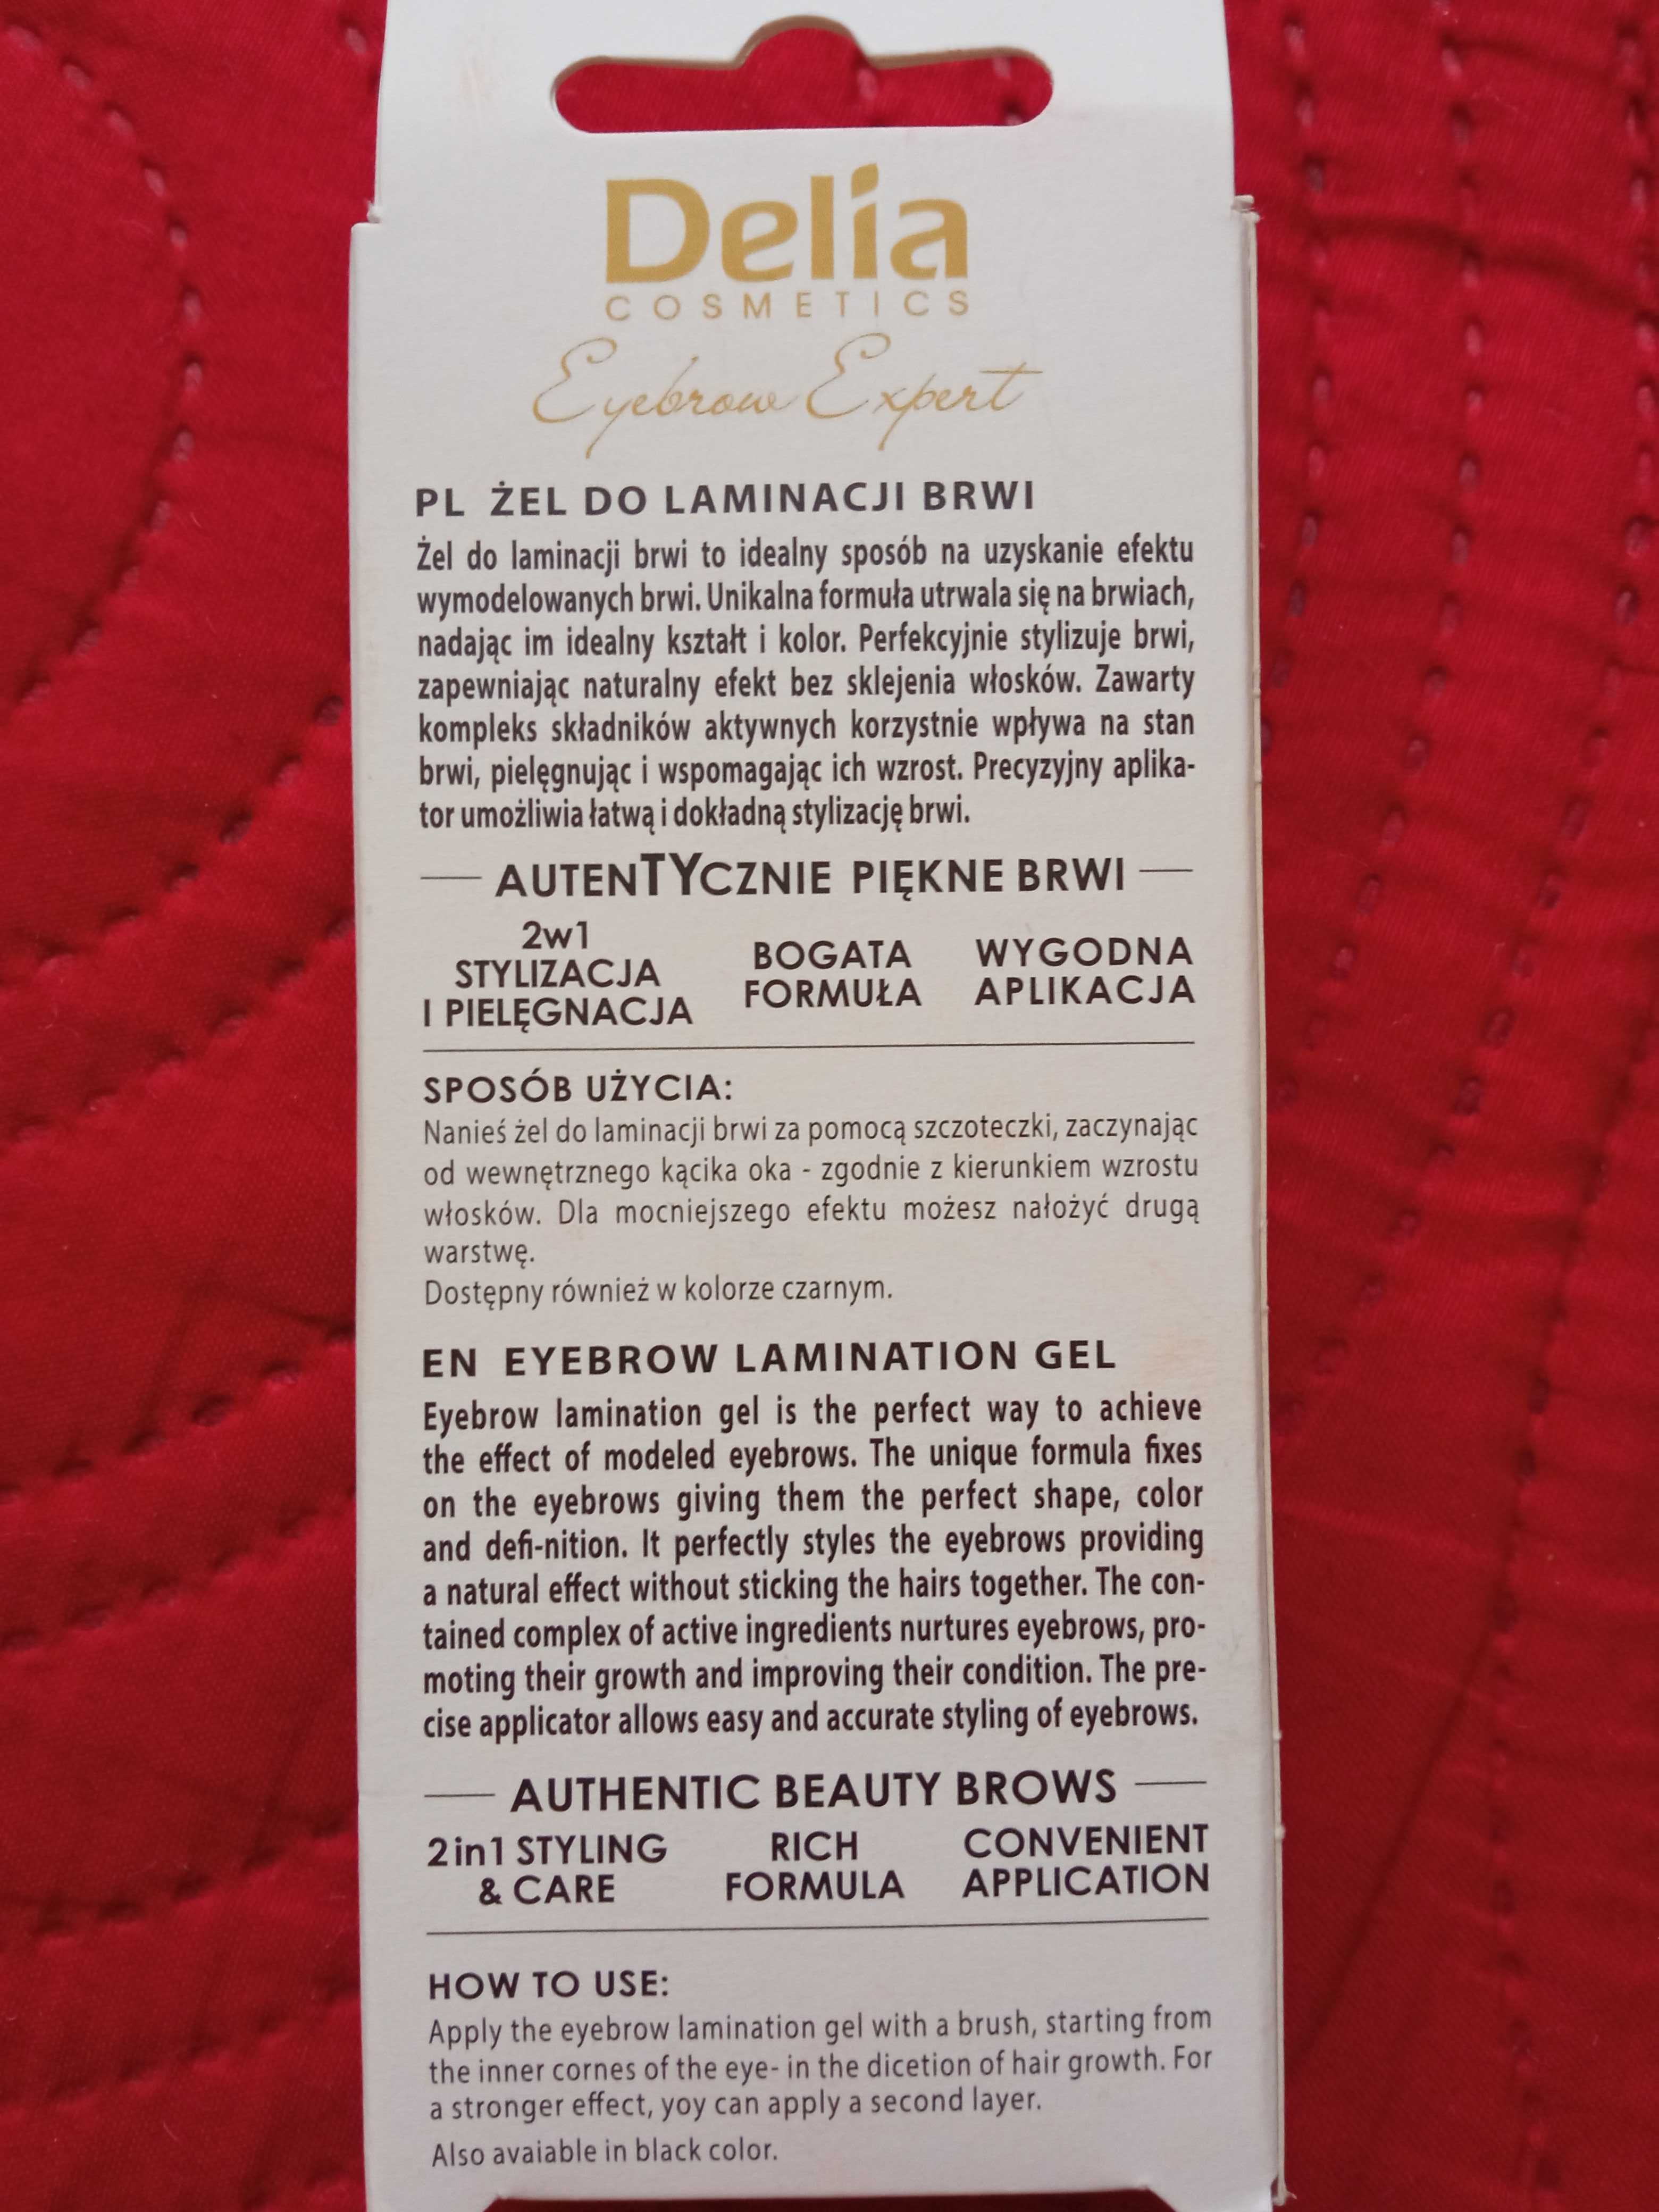 Delia
COSMETICS
Eyebrow Expert
PL ŻEL DO LAMINACJI BRWI
Żel do laminacji brwi to idealny sposób na uzyskanie efektu
wymodelowanych brwi. Unikalna formuła utrwala się na brwiach,
nadając im idealny kształt i kolor. Perfekcyjnie stylizuje brwi,
zapewniając naturalny efekt bez sklejenia włosków. Zawarty
kompleks składników aktywnych korzystnie wpływa na stan
brwi, pielęgnując i wspomagając ich wzrost. Precyzyjny aplika-
tor umożliwia łatwą i dokładną stylizację brwi.
AUTENTYCZNIE PIĘKNE BRWI
2w1
STYLIZACJA
I PIELĘGNACJA
BOGATA
FORMUŁA
WYGODNA
APLIKACJA
SPOSÓB UŻYCIA:
Nanieś żel do laminacji brwi za pomocą szczoteczki, zaczynając
od wewnętrznego kącika oka - zgodnie z kierunkiem wzrostu
włosków. Dla mocniejszego efektu możesz nałożyć drugą
warstwę.
Dostępny również w kolorze czarnym.
EN EYEBROW LAMINATION GEL
Eyebrow lamination gel is the perfect way to achieve
the effect of modeled eyebrows. The unique formula fixes
on the eyebrows giving them the perfect shape, color
and defi-nition. It perfectly styles the eyebrows providing
a natural effect without sticking the hairs together. The con-
tained complex of active ingredients nurtures eyebrows, pro-
moting their growth and improving their condition. The pre-
cise applicator allows easy and accurate styling of eyebrows.
AUTHENTIC BEAUTY BROWS
2in1 STYLING
& CARE
RICH
FORMULA
CONVENIENT
APPLICATION
HOW TO USE:
Apply the eyebrow lamination gel with a brush, starting from
the inner cornes of the eye- in the dicetion of hair growth. For
a stronger effect, yoy can apply a second layer.
Also avaiable in black color.